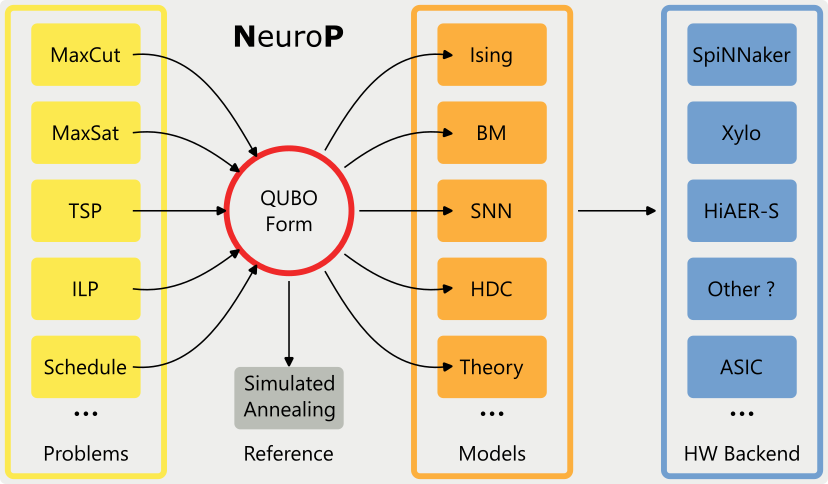 NeuroP
MaxCut
MaxSat
TSP
ILP
Schedule
...
Problems
QUBO
Form
Simulated
Annealing
Reference
Ising
BM
SNN
HDC
Theory
...
Models
SpiNNaker
Xylo
HiAER-S
Other ?
ASIC
...
HW Backend